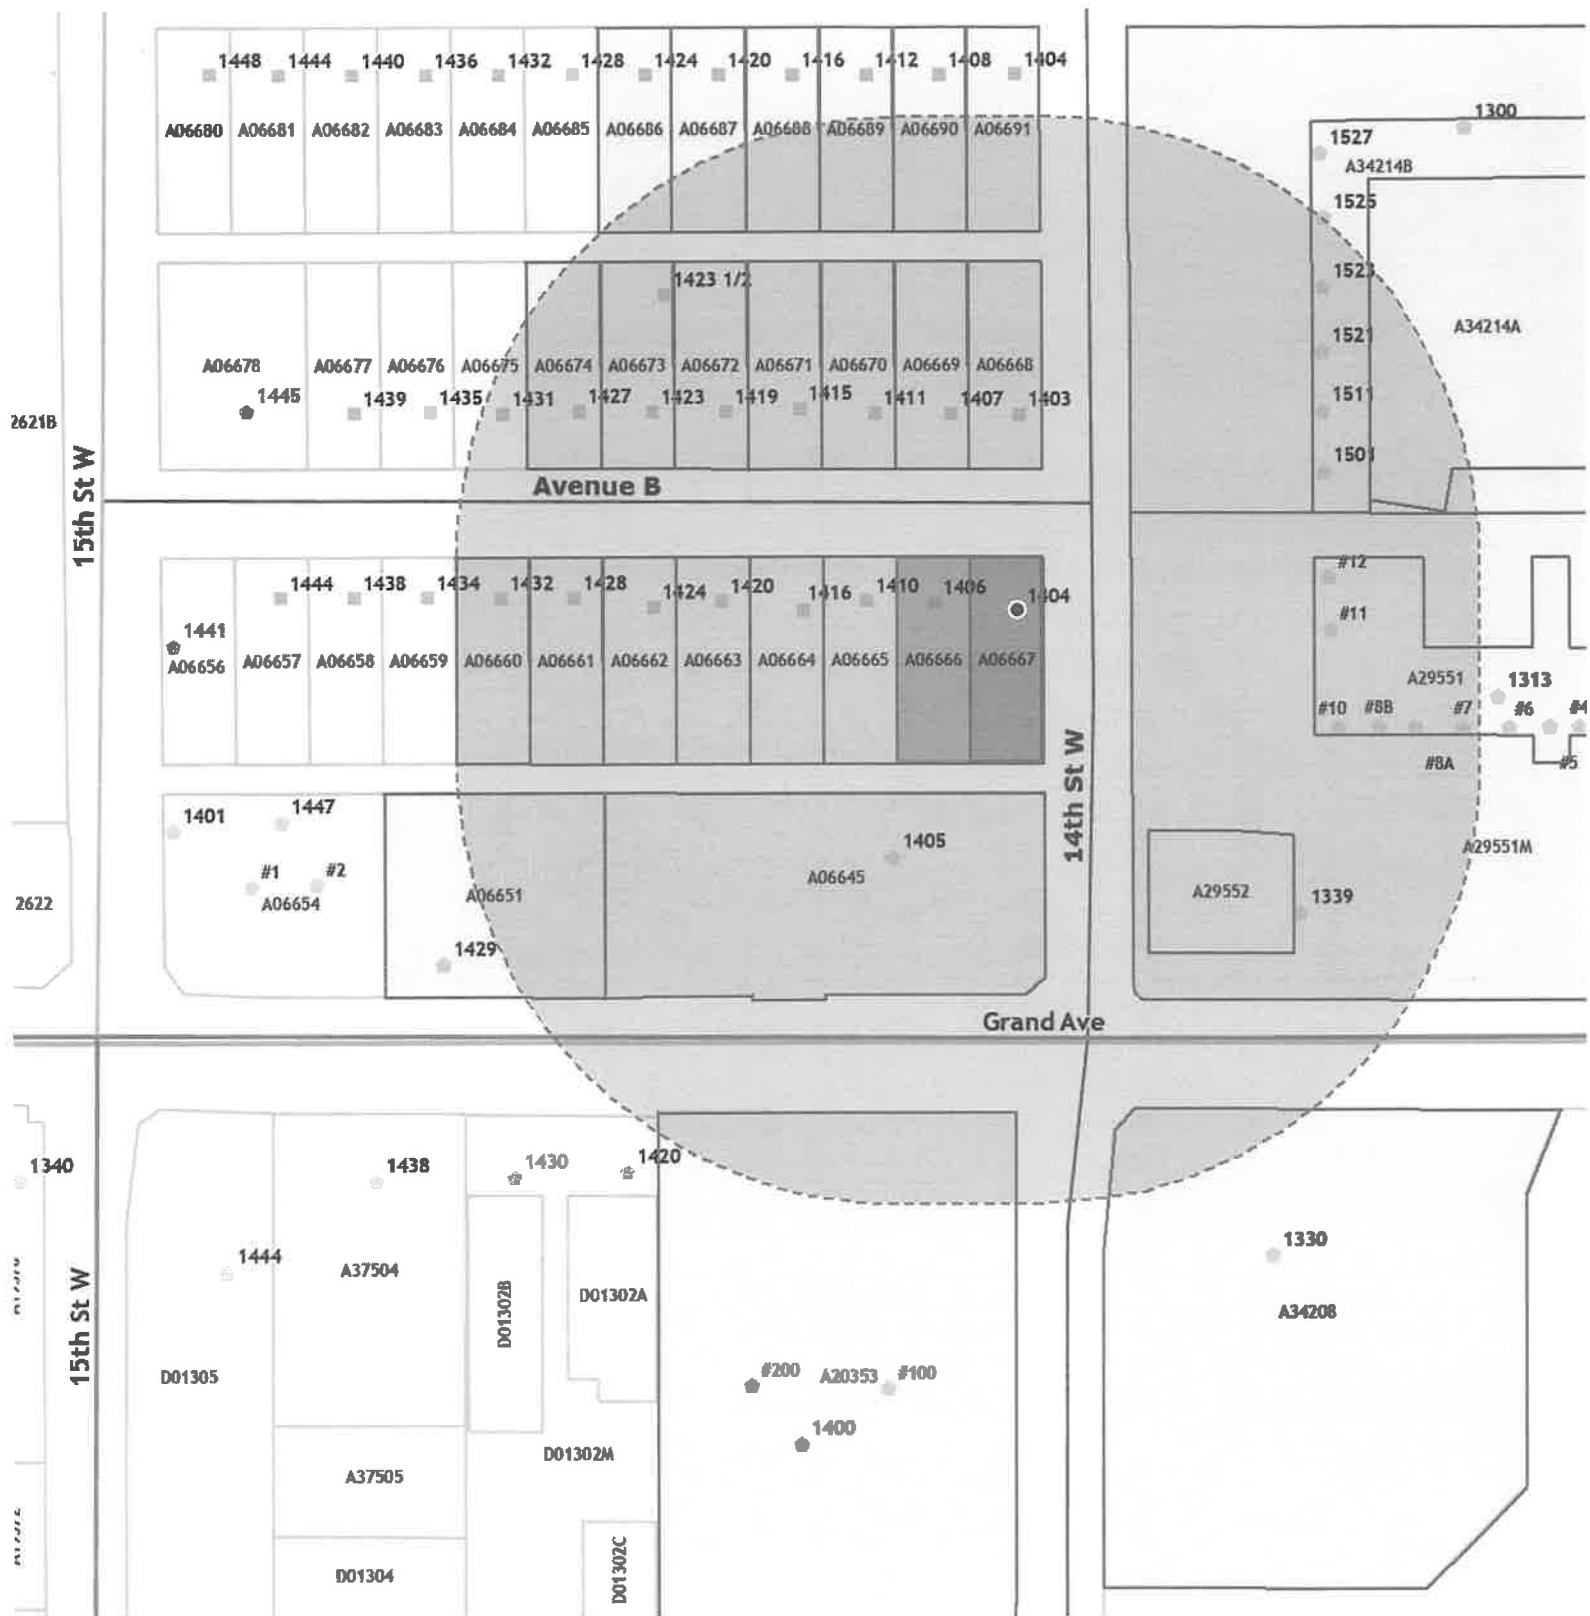 1448 1444 1440 1436 1432 1428 1424 1420 1416 1412 1408 1404
1300
A06680 A06681 A06682 A06683 A06684 A06685 A06686 A06687 A06688 A06689 A06690 A06691
1527
A34214B
1525
1523
1423 1/2
1521
A34214A
A06678 A06677 A06676 A06675 A06674 A06673 A06672 A06671 A06670 A06669 A06668
1445 1439 1435 1431 1427 1423 1419 1415 1411 1407 1403
1511
2621B
1501
15th St W
Avenue B
#12
1444 1438 1434 1432 1428 1424 1420 1416 1410 1406 1404
#11
1441
A06656 A06657 A06658 A06659 A06660 A06661 A06662 A06663 A06664 A06665 A06666 A06667
A29551
1313
#10 #8B #7 #6 #4
#8A #5
14th St W
1401 1447
1405
A29551M
#1 #2
A06645
A06651
A06654
2622
A29552
1339
1429
Grand Ave
1340
1438
1430
1420
1444
1330
A37504
D01302B
D01302A
A34208
15th St W
D01305
#200 A20353 #100
1400
D01302M
A37505
D01304
D01302C